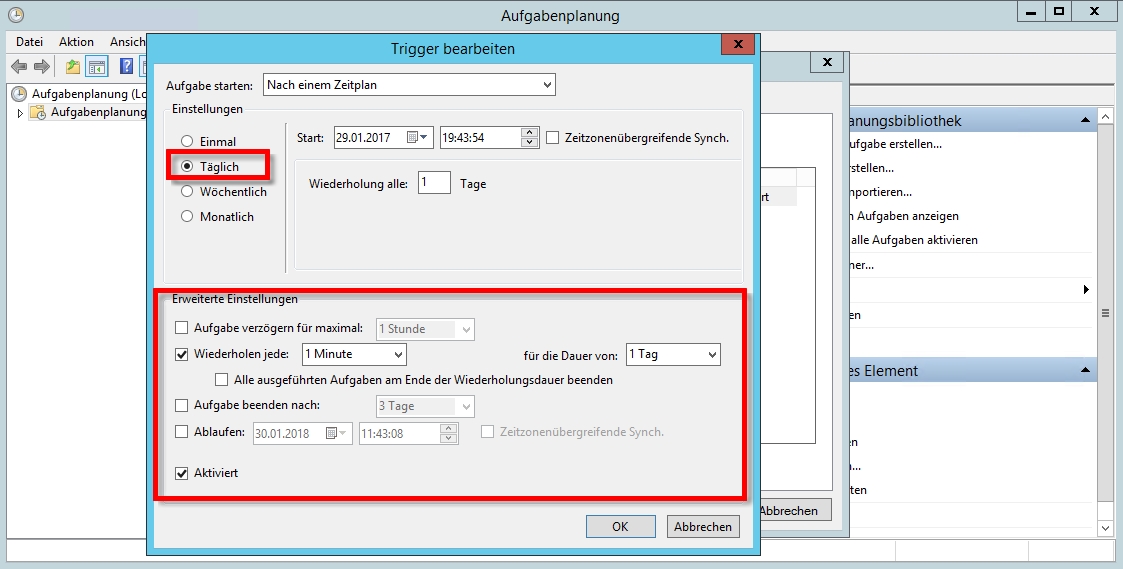 Aufgabenplanung
Datei Aktion Ansich
Trigger bearbeiten
Aufgabenplanung (Lo
Aufgabenplanung
Aufgabe starten: Nach einem Zeitplan
Einstellungen
Einmal
Täglich
Wöchentlich
Monatlich
Start: 29.01.2017 19:43:54 Zeitzonenübergreifende Synch.
Wiederholung alle: 1 Tage
Erweiterte Einstellungen
Aufgabe verzögern für maximal: 1 Stunde
Wiederholen jede: 1 Minute für die Dauer von: 1 Tag
Alle ausgeführten Aufgaben am Ende der Wiederholungsdauer beenden
Aufgabe beenden nach: 3 Tage
Ablaufen: 30.01.2018 11:43:08 Zeitzonenübergreifende Synch.
Aktiviert
OK Abbrechen
rt
Abbrechen
anungsbibliothek
ufgabe erstellen...
rstellen...
mportieren...
n Aufgaben anzeigen
alle Aufgaben aktivieren
ner...
en
es Element
en
n...
ten